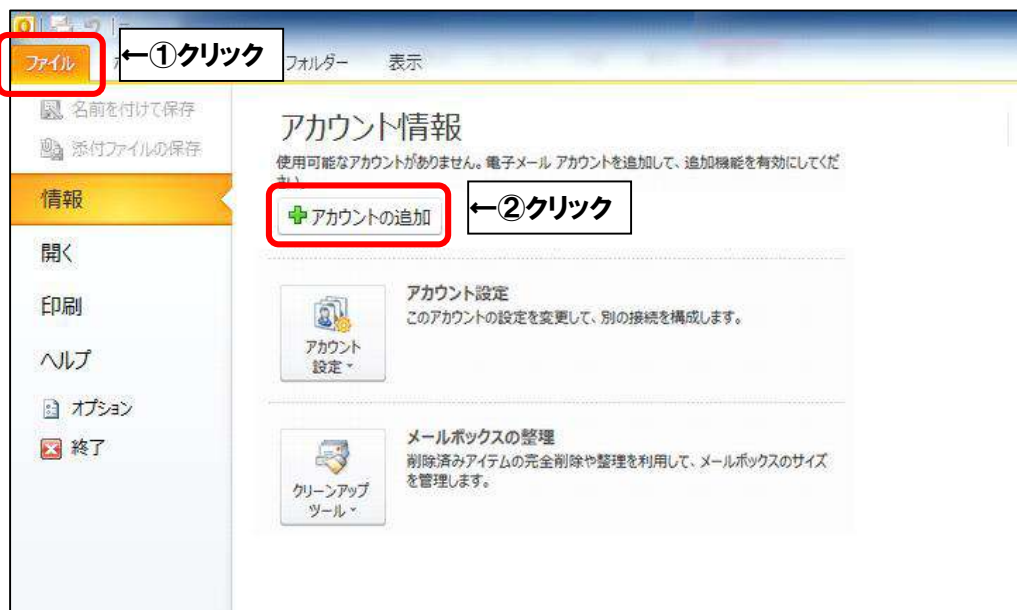 ファイル
←①クリック
フォルダー
表示
名前を付けて保存
添付ファイルの保存
情報
開く
印刷
ヘルプ
オプション
終了
アカウント情報
使用可能なアカウントがありません。電子メール アカウントを追加して、追加機能を有効にしてくだ
さい。
アカウントの追加
←②クリック
アカウント設定
このアカウントの設定を変更して、別の接続を構成します。
アカウント
設定
メールボックスの整理
削除済みアイテムの完全削除や整理を利用して、メールボックスのサイズ
を管理します。
クリーンアップ
ツール